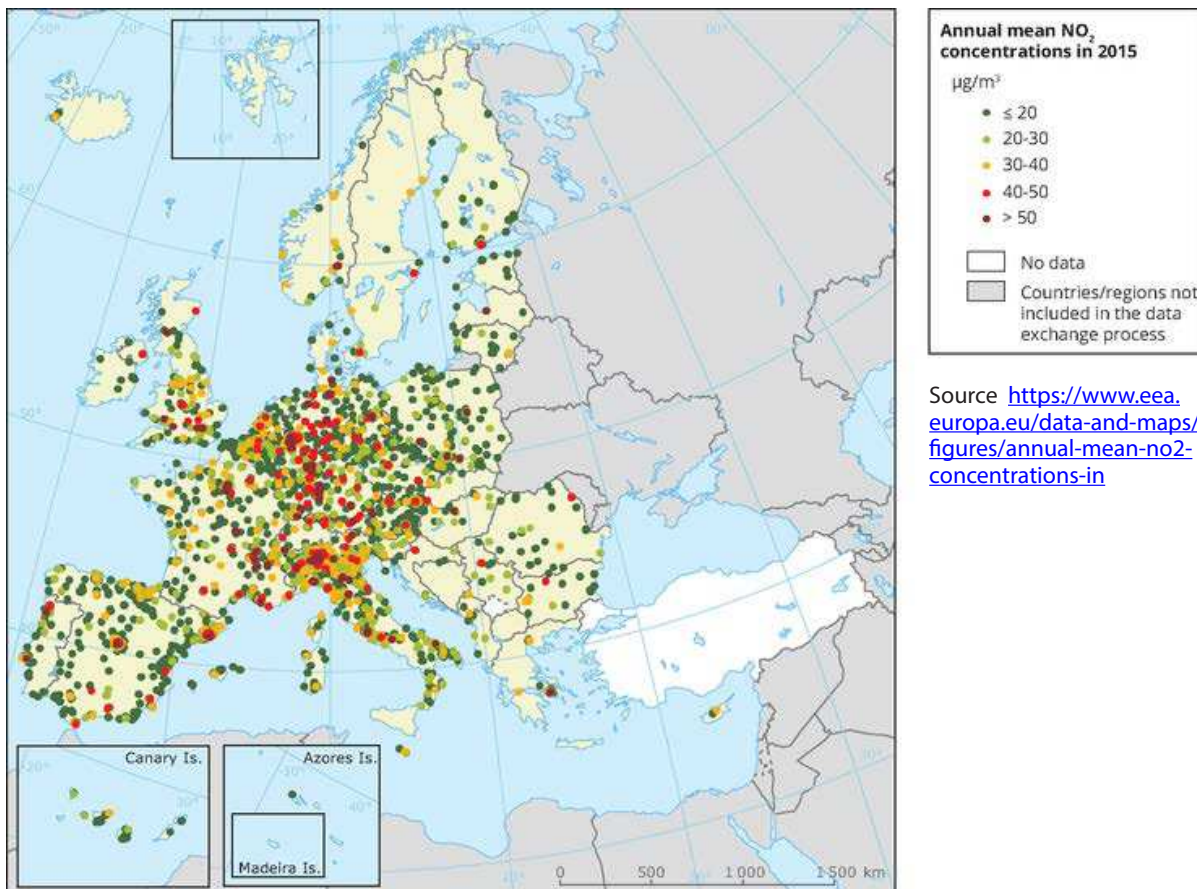 Annual mean NO₂
concentrations in 2015
µg/m³
≤ 20
20-30
30-40
40-50
> 50
No data
Countries/regions not
included in the data
exchange process
Source https://www.eea.
europa.eu/data-and-maps/
figures/annual-mean-no2-
concentrations-in
Canary Is.
Azores Is.
Madeira Is.
0 500 1 000 1 500 km